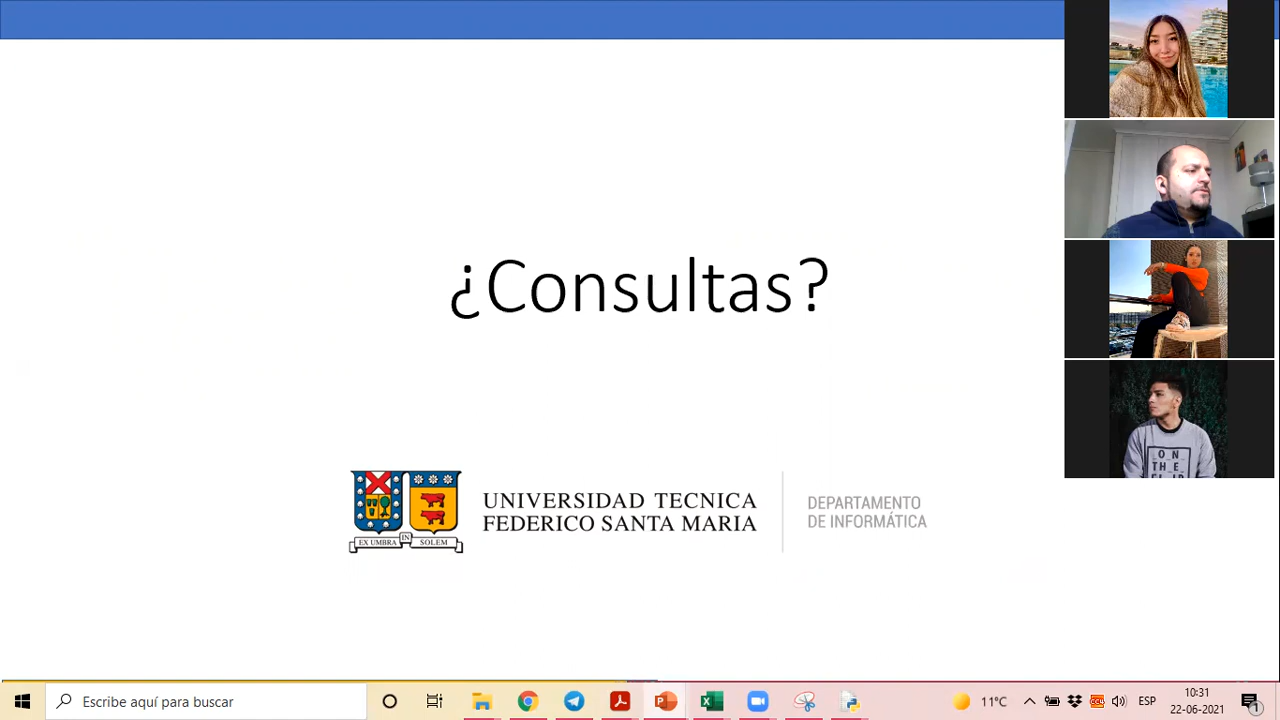 ¿Consultas?
EX UMBRA IN SOLEM
UNIVERSIDAD TECNICA
FEDERICO SANTA MARIA
DEPARTAMENTO
DE INFORMÁTICA
ON
THE
Escribe aquí para buscar
11°C
ESP
10:31
22-06-2021
1